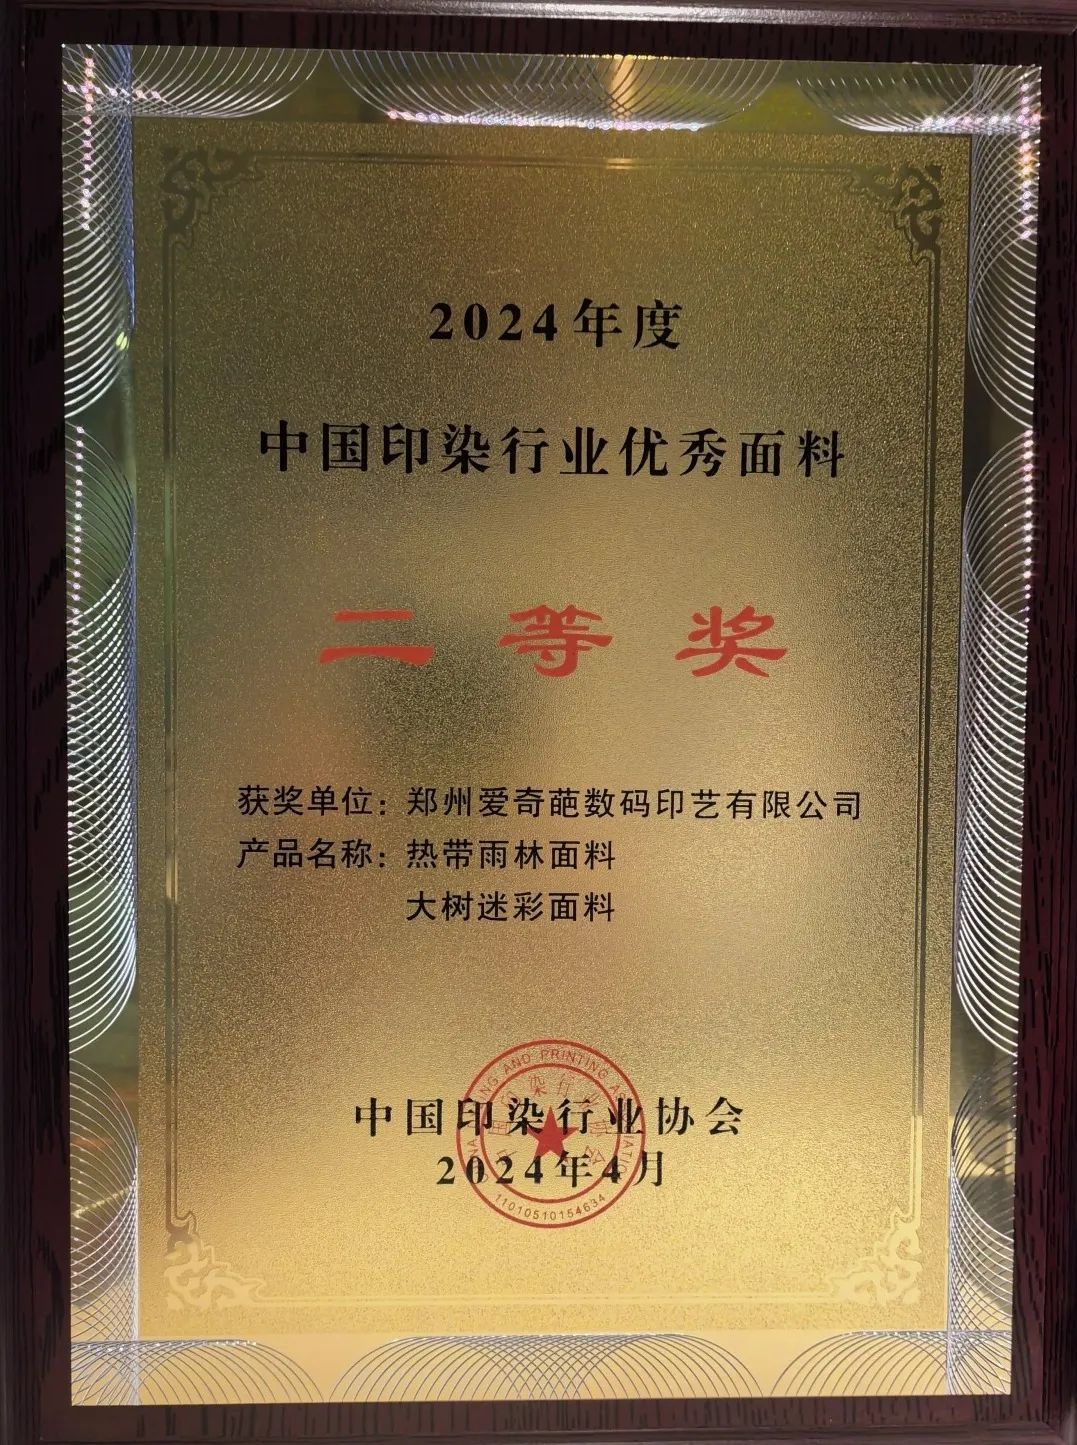 2024年度
中国印染行业优秀面料
二等奖
获奖单位：郑州爱奇葩数码印艺有限公司
产品名称：热带雨林面料
大树迷彩面料
中国印染行业协会
2024年4月
AND PRINTING
11010510154634